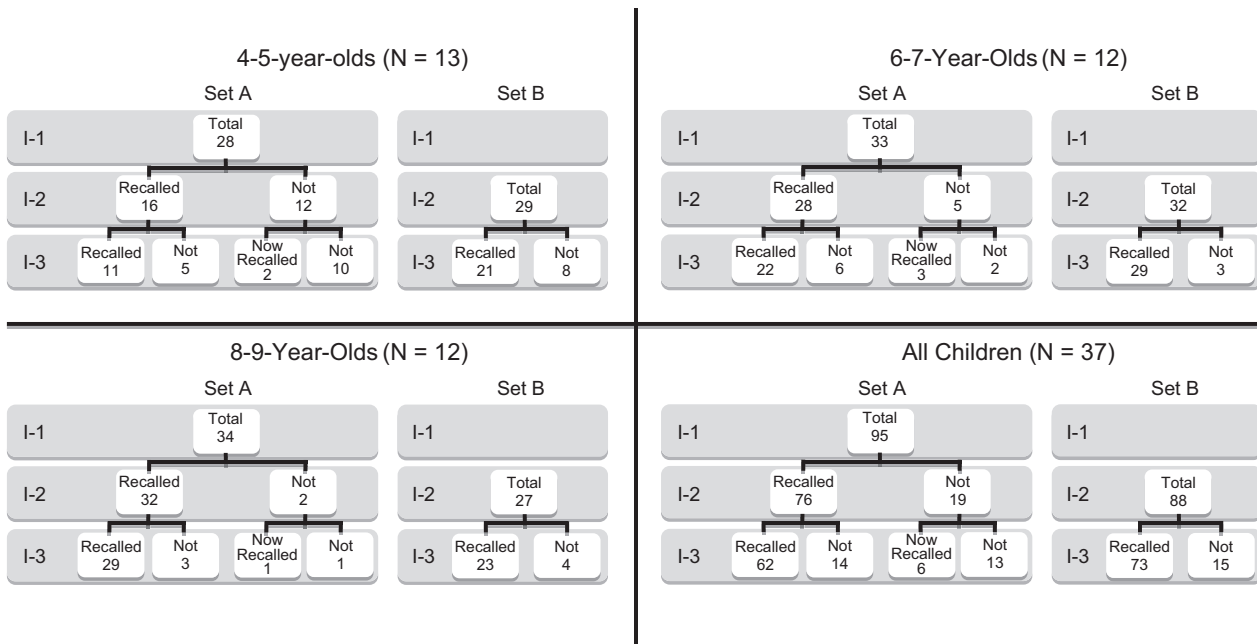 4-5-year-olds (N = 13)
Set A
Set B
I-1
Total
28
I-1
I-2
Recalled
16
Not
12
I-2
Total
29
I-3
Recalled
11
Not
5
Now
Recalled
2
Not
10
I-3
Recalled
21
Not
8
6-7-Year-Olds (N = 12)
Set A
Set B
I-1
Total
33
I-1
I-2
Recalled
28
Not
5
I-2
Total
32
I-3
Recalled
22
Not
6
Now
Recalled
3
Not
2
I-3
Recalled
29
Not
3
8-9-Year-Olds (N = 12)
Set A
Set B
I-1
Total
34
I-1
I-2
Recalled
32
Not
2
I-2
Total
27
I-3
Recalled
29
Not
3
Now
Recalled
1
Not
1
I-3
Recalled
23
Not
4
All Children (N = 37)
Set A
Set B
I-1
Total
95
I-1
I-2
Recalled
76
Not
19
I-2
Total
88
I-3
Recalled
62
Not
14
Now
Recalled
6
Not
13
I-3
Recalled
73
Not
15